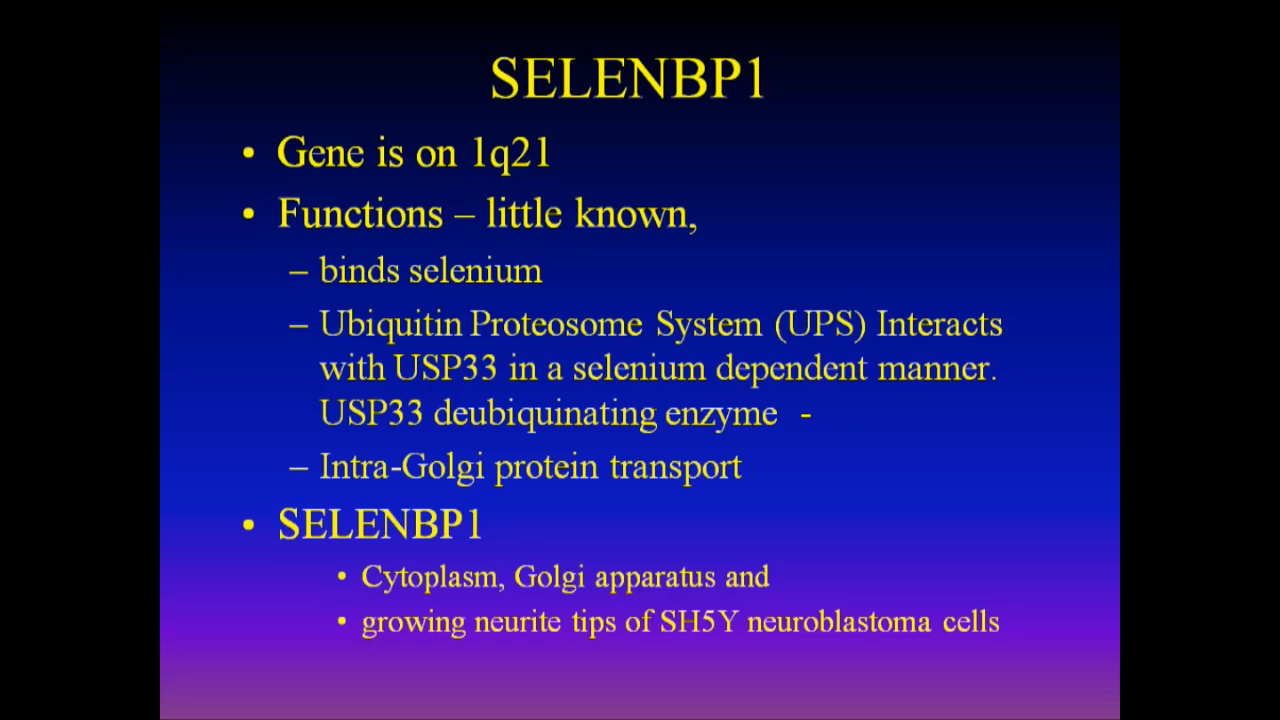 SELENBP1
• Gene is on 1q21
• Functions – little known,
– binds selenium
– Ubiquitin Proteosome System (UPS) Interacts
with USP33 in a selenium dependent manner.
USP33 deubiquinating enzyme -
– Intra-Golgi protein transport
• SELENBP1
• Cytoplasm, Golgi apparatus and
• growing neurite tips of SH5Y neuroblastoma cells